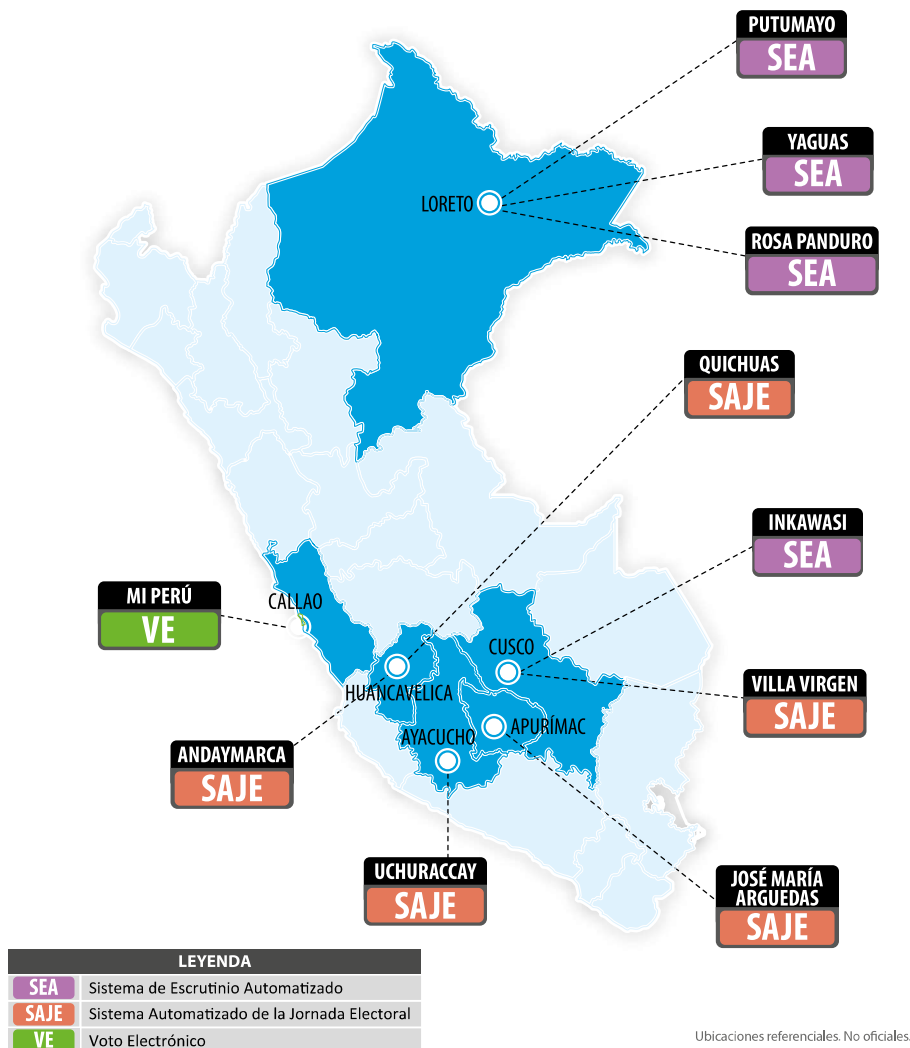 PUTUMAYO
SEA
YAGUAS
SEA
LORETO
ROSA PANDURO
SEA
QUICHUAS
SAJE
INKAWASI
SEA
MI PERÚ
VE
CALLAO
CUSCO
HUANCAVELICA
VILLA VIRGEN
SAJE
AYACUCHO
APURÍMAC
ANDAYMARCA
SAJE
UCHURACCAY
SAJE
JOSÉ MARÍA
ARGUEDAS
SAJE
LEYENDA
SEA Sistema de Escrutinio Automatizado
SAJE Sistema Automatizado de la Jornada Electoral
VE Voto Electrónico
Ubicaciones referenciales. No oficiales.